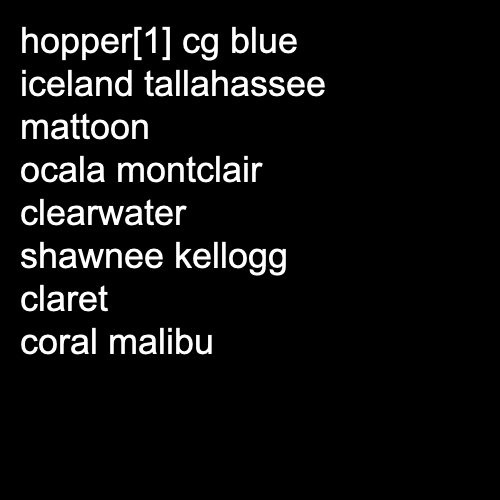 hopper[1] cg blue
iceland tallahassee
mattoon
ocala montclair
clearwater
shawnee kellogg
claret
coral malibu